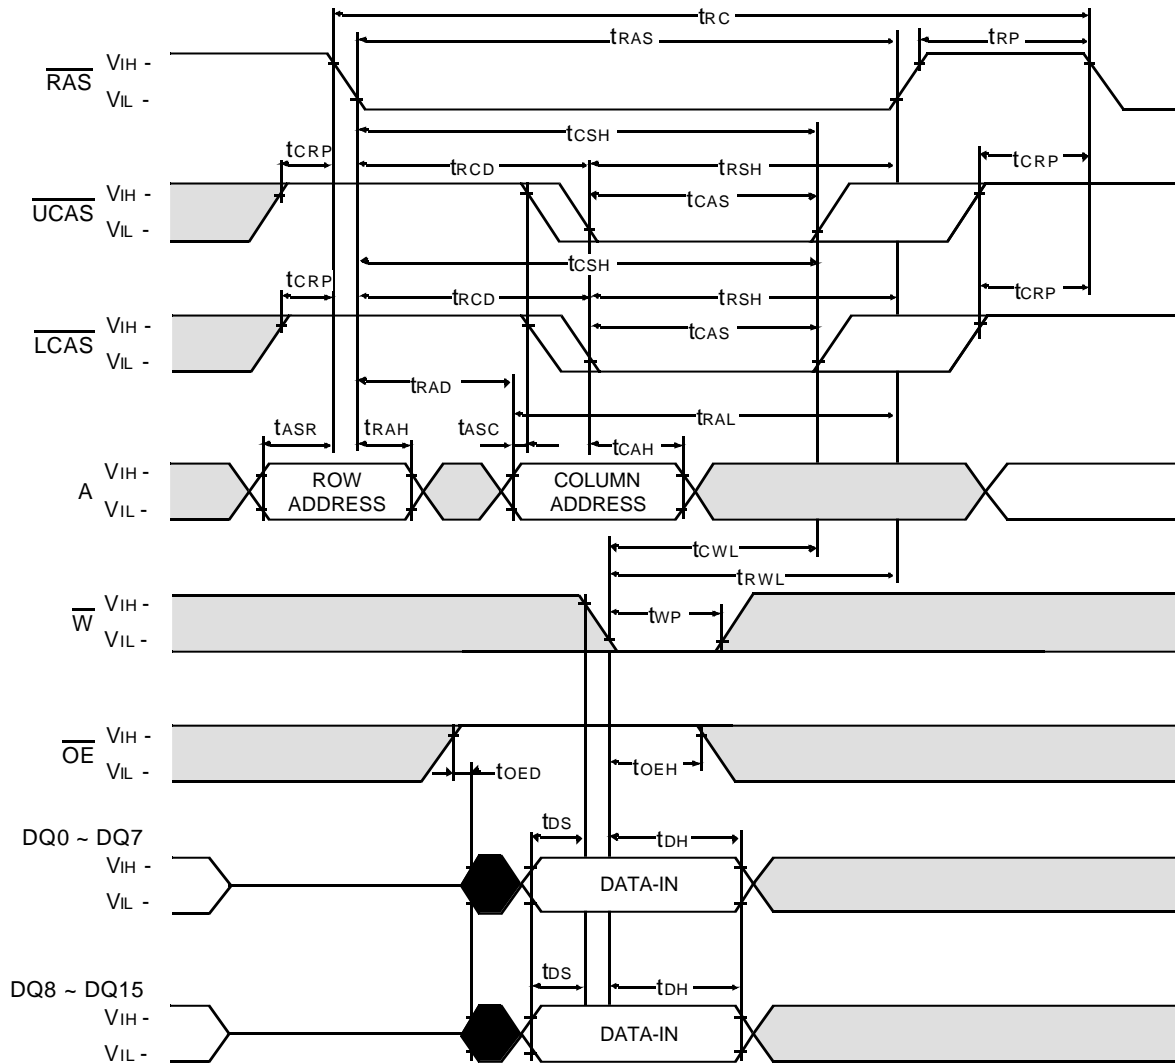 tRC
tRAS
tRP
RAS
VIH -
VIL -
tCSH
tCRP
tRCD
tRSH
tCRP
UCAS
VIH -
VIL -
tCAS
tCSH
tCRP
tRCD
tRSH
tCRP
LCAS
VIH -
VIL -
tCAS
tRAD
tRAL
tASR
tRAH
tASC
tCAH
A
VIH -
VIL -
ROW
ADDRESS
COLUMN
ADDRESS
tCWL
tRWL
W
VIH -
VIL -
tWP
OE
VIH -
VIL -
tOED
tOEH
DQ0 ~ DQ7
tDS
tDH
VIH -
VIL -
DATA-IN
DQ8 ~ DQ15
tDS
tDH
VIH -
VIL -
DATA-IN